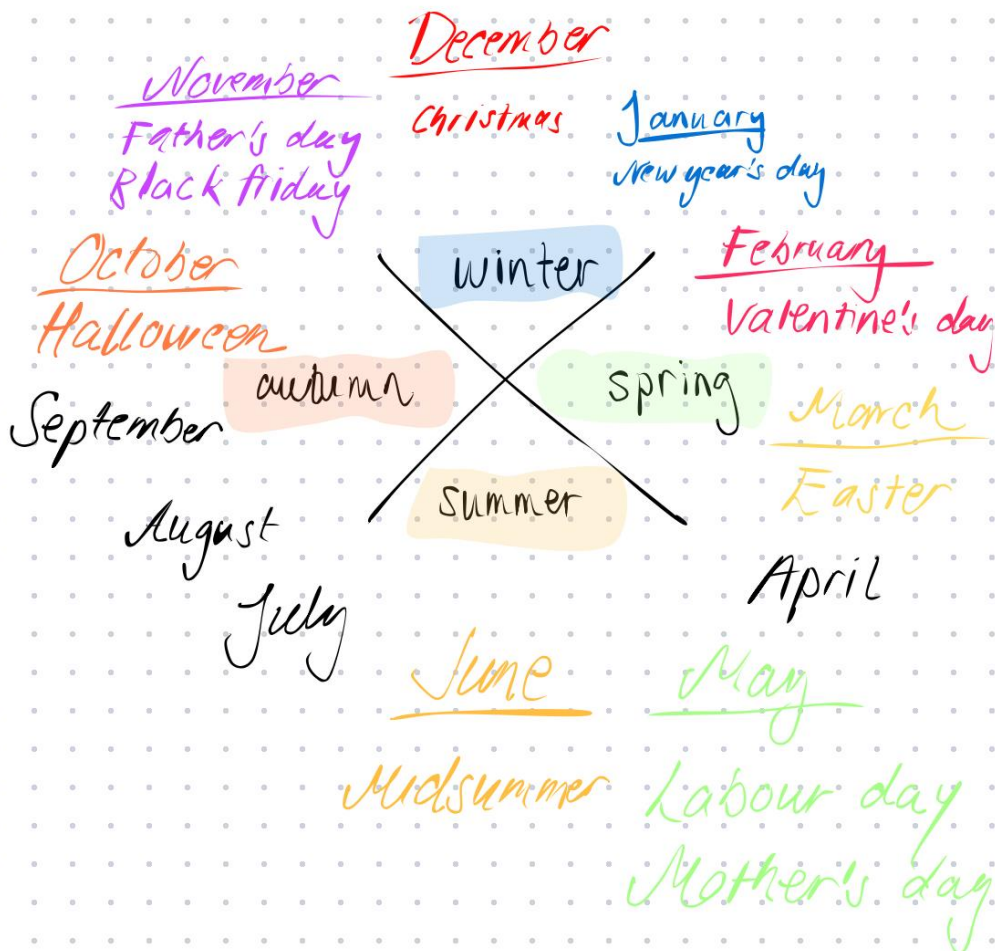 December
Christmas
January
New year's day
February
Valentine's day
March
Easter
April
May
Labour day
Mother's day
June
Midsummer
July
August
September
October
Halloween
November
Father's day
Black friday
winter
spring
summer
autumn